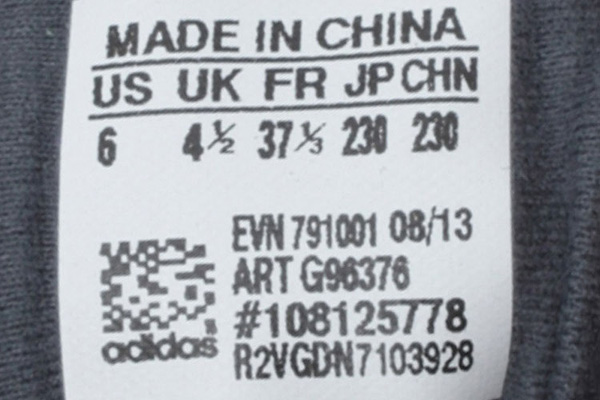 MADE IN CHINA
US UK FR JP CHN
6 4½ 37⅓ 230 230
EVN 791001 08/13
ART G96376
#108125778
adidas R2VGDN7103928